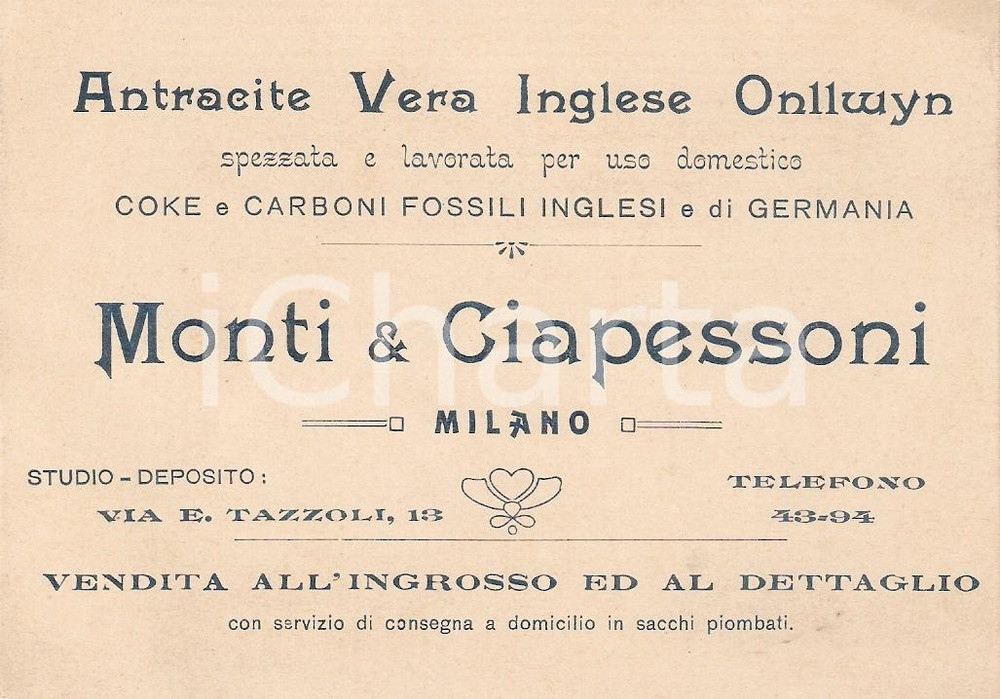 Antracite Vera Inglese Onllwyn
spezzata e lavorata per uso domestico
COKE e CARBONI FOSSILI INGLESI e di GERMANIA
Monti & Ciapessoni
iCharta
MILANO
STUDIO - DEPOSITO:
VIA E. TAZZOLI, 13
TELEFONO
43-94
VENDITA ALL'INGROSSO ED AL DETTAGLIO
con servizio di consegna a domicilio in sacchi piombati.